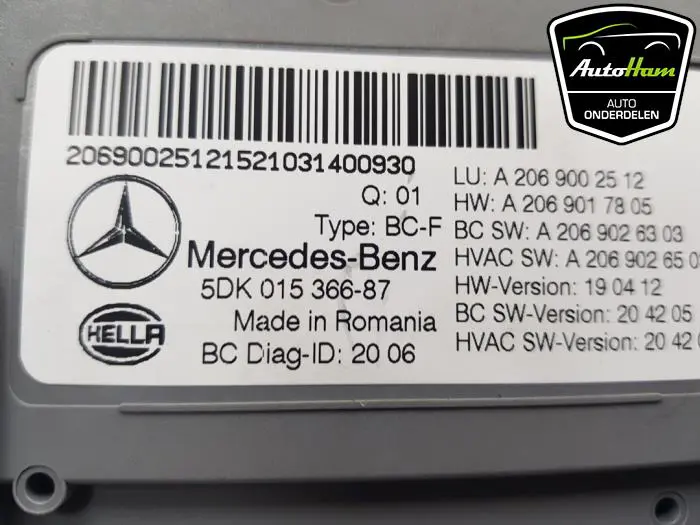 AutoHam
AUTO
ONDERDELEN
20690025121521031400930
Q: 01
Type: BC-F
Mercedes-Benz
5DK 015 366-87
Made in Romania
BC Diag-ID: 20 06
HELLA
LU: A 206 900 25 12
HW: A 206 901 78 05
BC SW: A 206 902 63 03
HVAC SW: A 206 902 65 0
HW-Version: 19 04 12
BC SW-Version: 20 42 05
HVAC SW-Version: 20 42 0